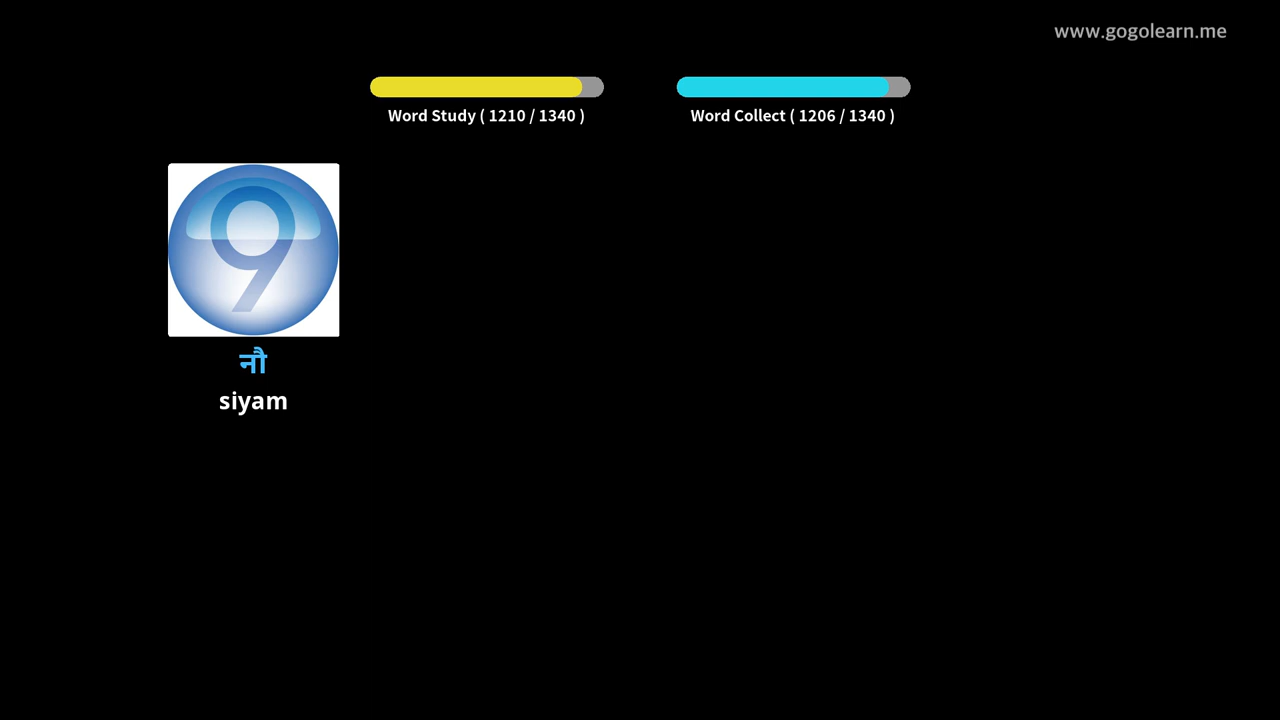 www.gogolearn.me
Word Study ( 1210 / 1340 )
Word Collect ( 1206 / 1340 )
9
नौ
siyam